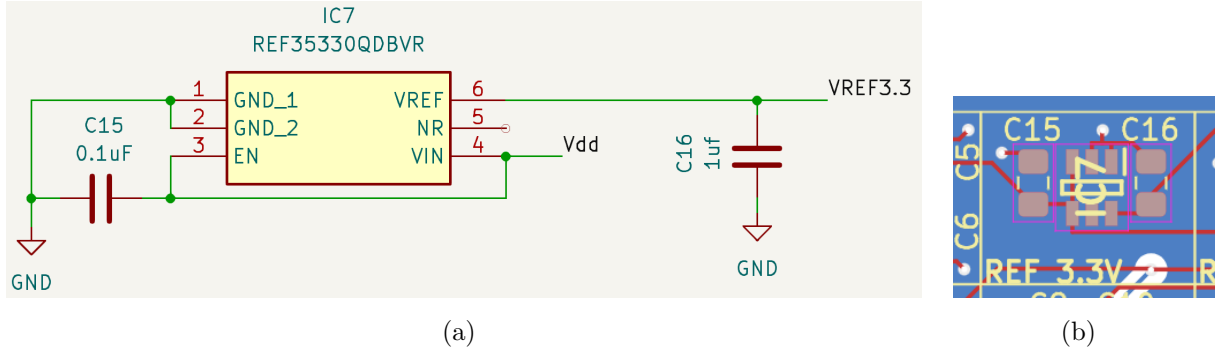 IC7
REF35330QDBVR
1 GND_1 VREF 6 VREF3.3
2 GND_2 NR 5
3 EN VIN 4 Vdd
C15
0.1uF
C16
1uf
GND
GND
(a)
C15 C16
C5
IC7
C6
REF 3.3V
R
(b)